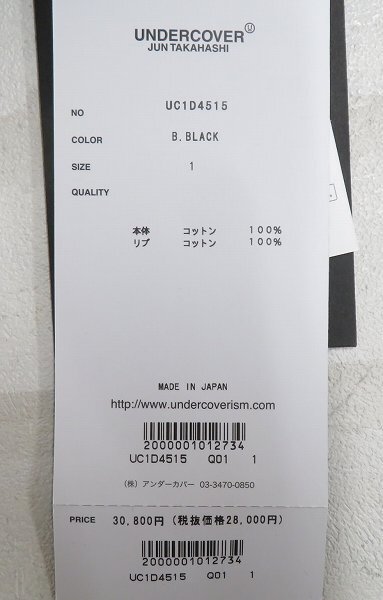 UNDERCOVER Ⓤ
JUN TAKAHASHI
NO UC1D4515
COLOR B.BLACK
SIZE 1
QUALITY
本体 コットン 100%
リブ コットン 100%
MADE IN JAPAN
http://www.undercoverism.com
2000001012734
UC1D4515 Q01 1
(株) アンダーカバー 03-3470-0850
PRICE 30,800円 (税抜価格28,000円)
2000001012734
UC1D4515 Q01 1